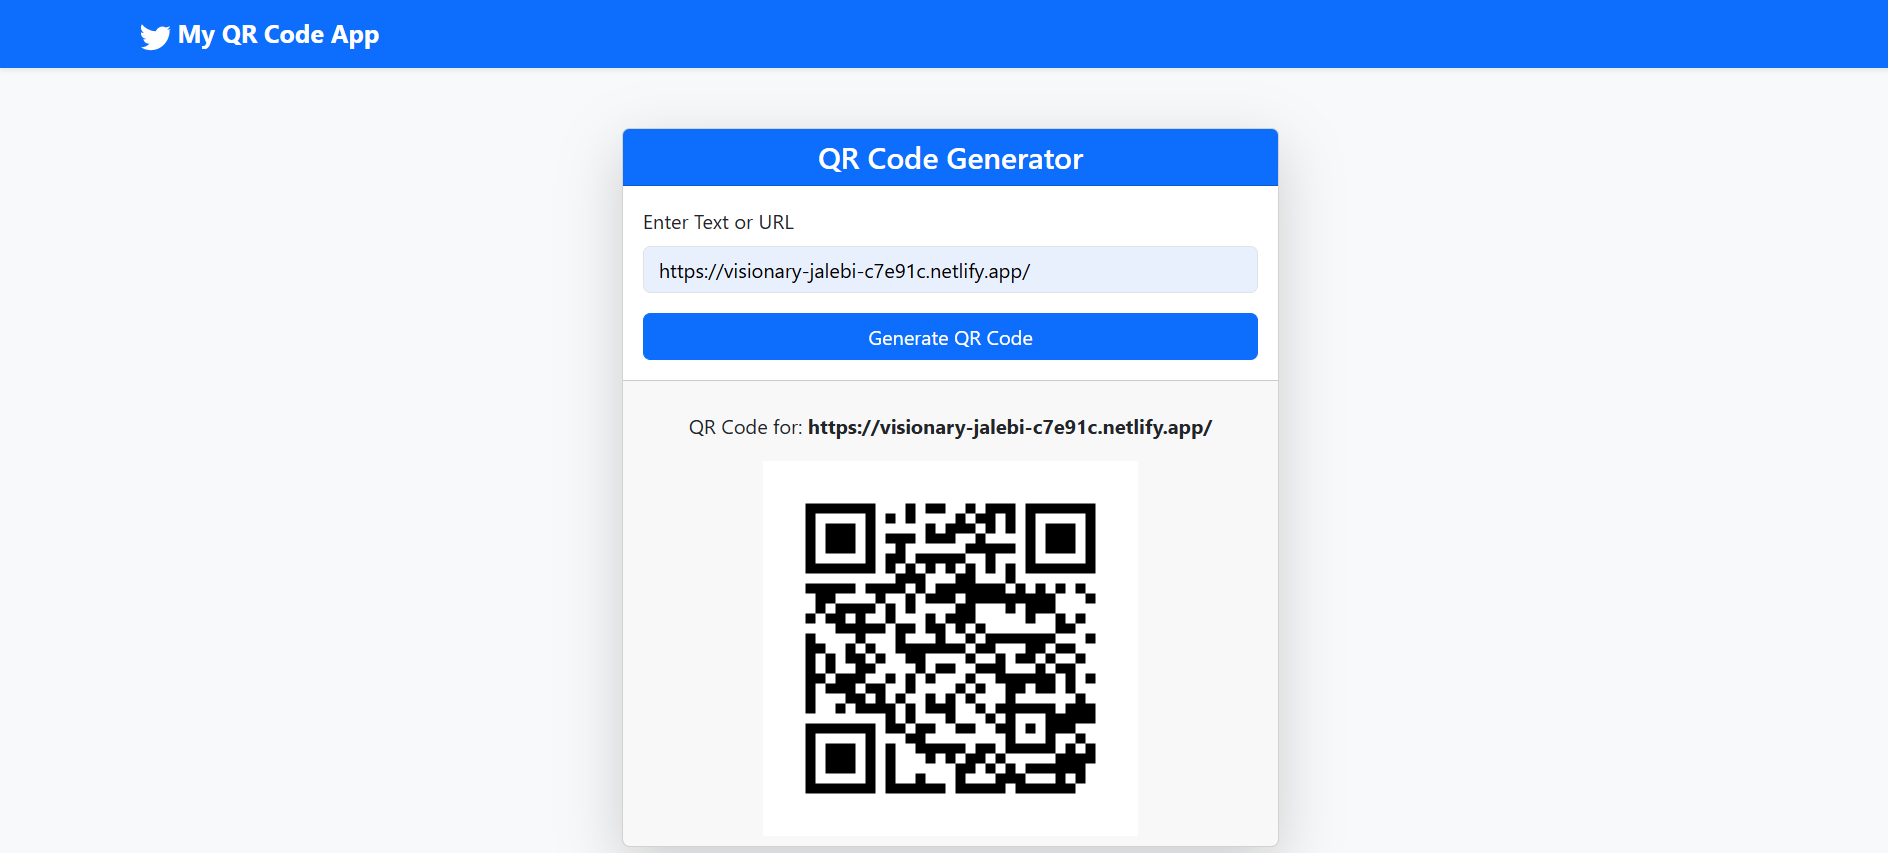 My QR Code App
QR Code Generator
Enter Text or URL
https://visionary-jalebi-c7e91c.netlify.app/
Generate QR Code
QR Code for: https://visionary-jalebi-c7e91c.netlify.app/